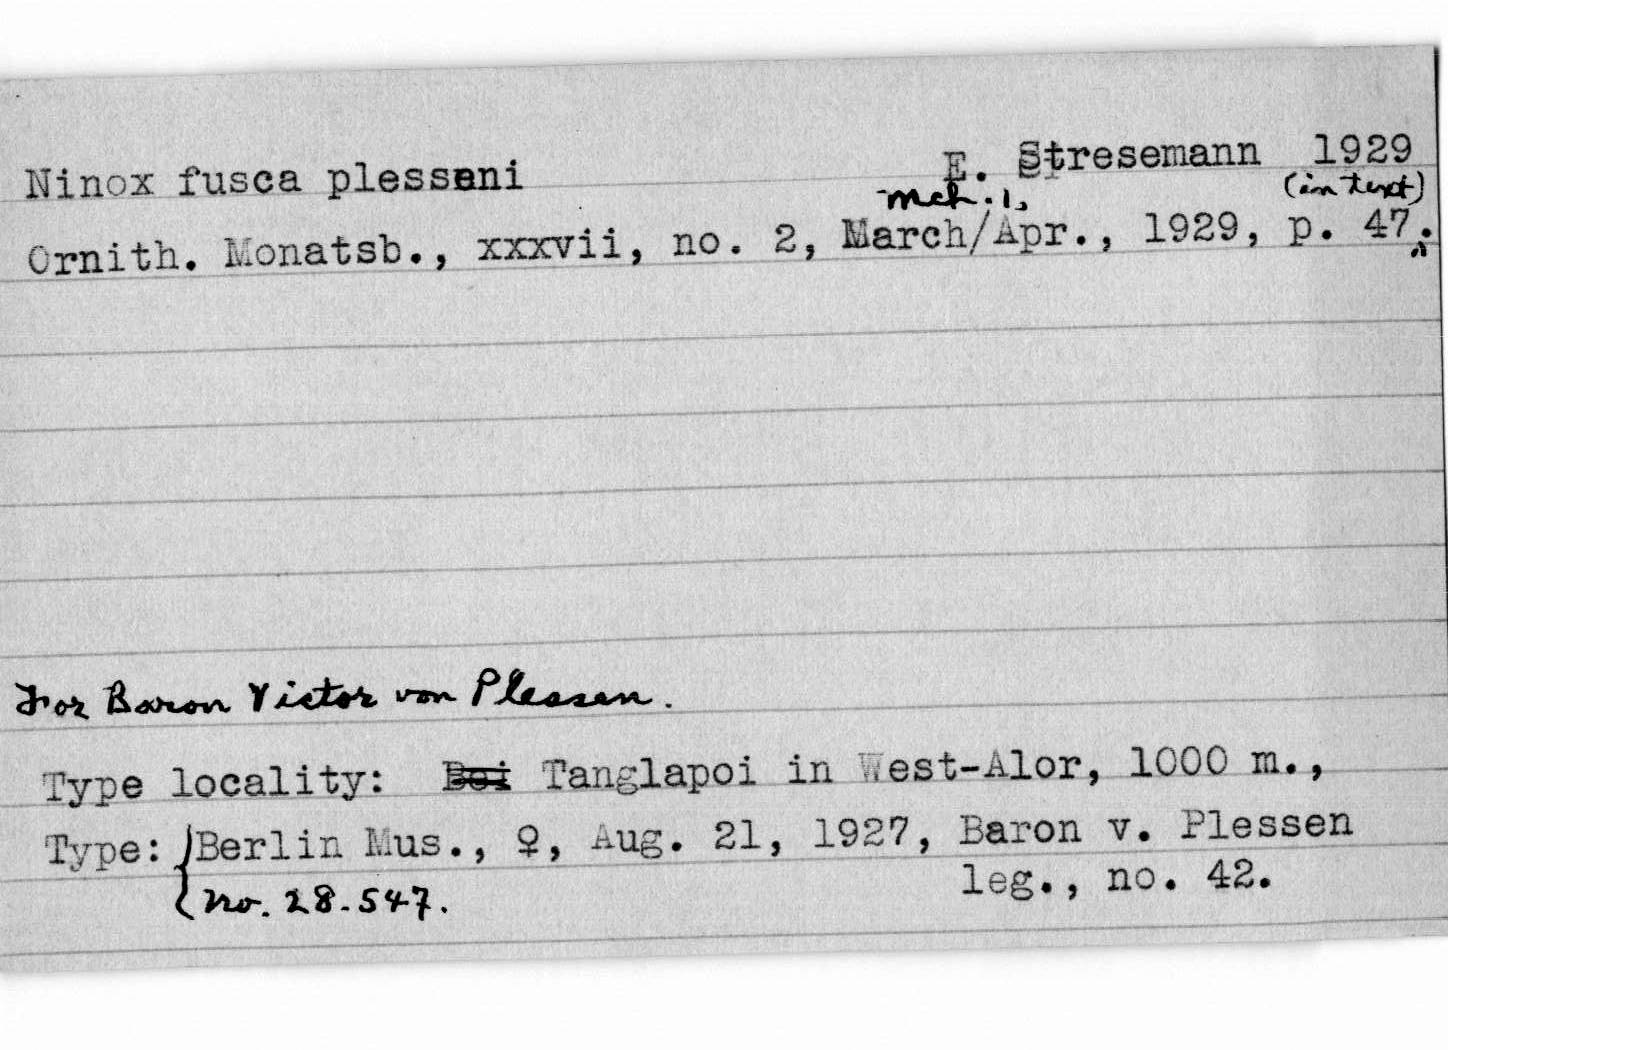 Ninox fusca plesseni E. Stresemann 1929
Mch. 1, (in text)
Ornith. Monatsb., xxxvii, no. 2, March/Apr., 1929, p. 47.
For Baron Victor von Plessen.
Type locality: Boi Tanglapoi in West-Alor, 1000 m.,
Type: { Berlin Mus., ♀, Aug. 21, 1927, Baron v. Plessen
no. 28.547. leg., no. 42.